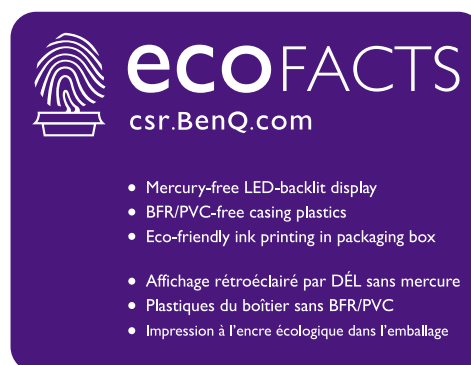 ecoFACTS
csr.BenQ.com
• Mercury-free LED-backlit display
• BFR/PVC-free casing plastics
• Eco-friendly ink printing in packaging box
• Affichage rétroéclairé par DÉL sans mercure
• Plastiques du boîtier sans BFR/PVC
• Impression à l'encre écologique dans l'emballage